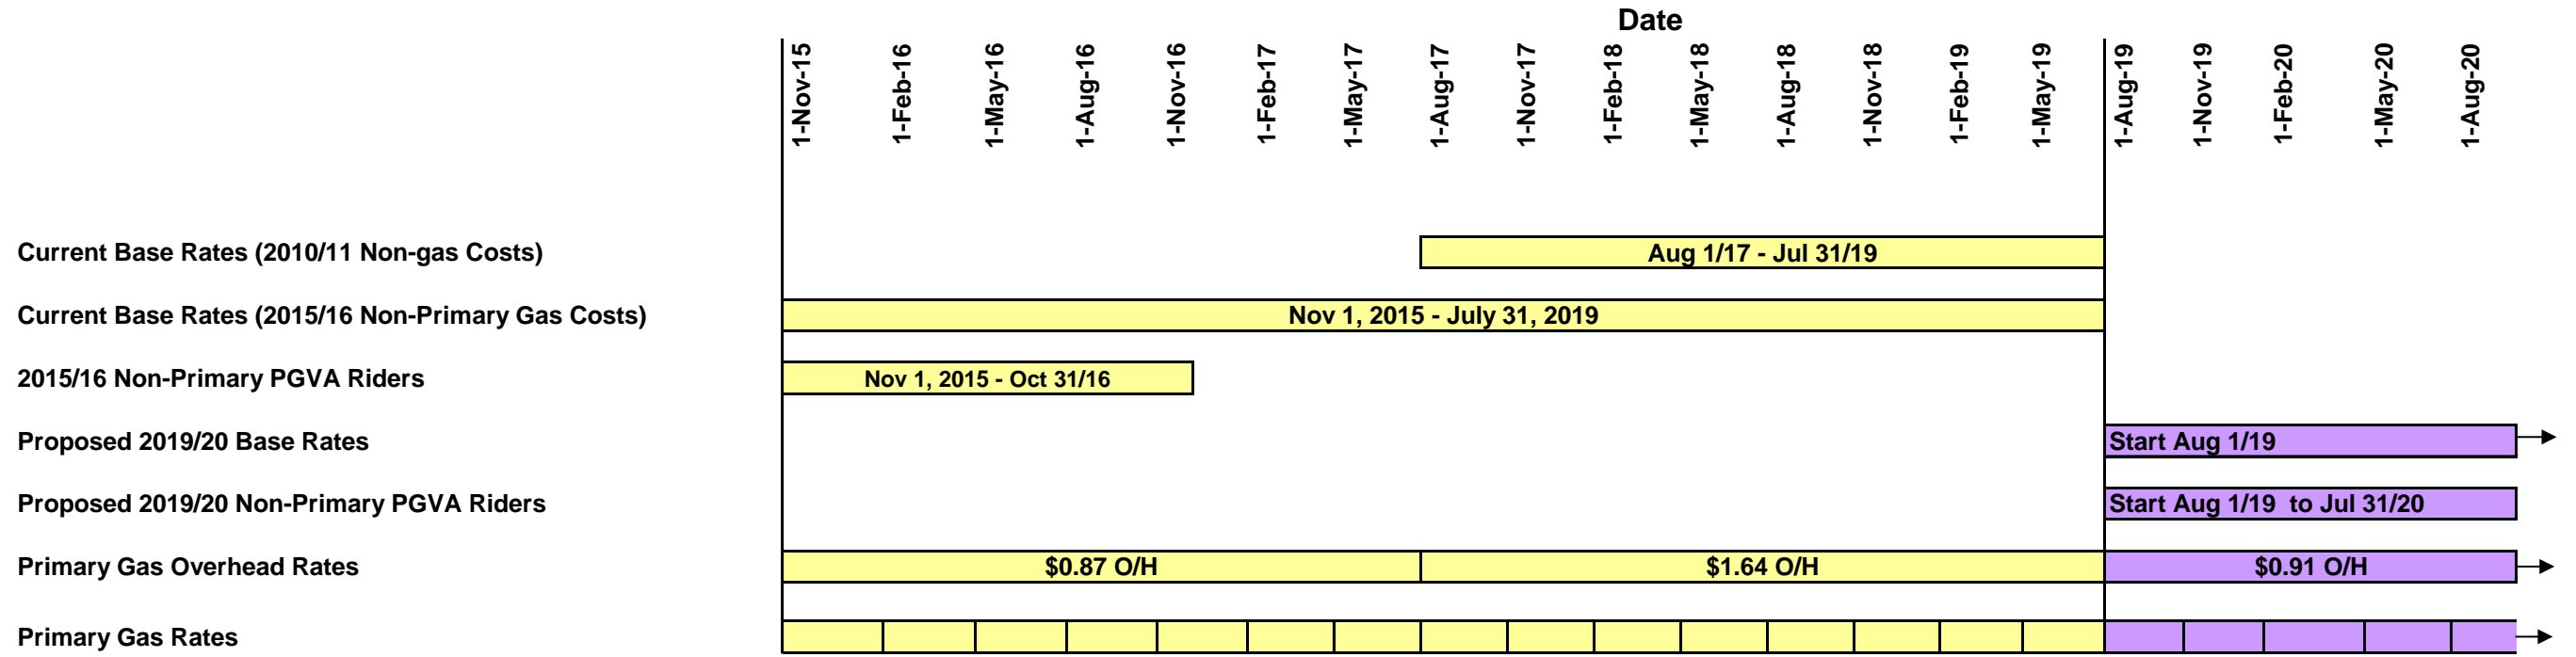 Date
1-Nov-15
1-Feb-16
1-May-16
1-Aug-16
1-Nov-16
1-Feb-17
1-May-17
1-Aug-17
1-Nov-17
1-Feb-18
1-May-18
1-Aug-18
1-Nov-18
1-Feb-19
1-May-19
1-Aug-19
1-Nov-19
1-Feb-20
1-May-20
1-Aug-20
Current Base Rates (2010/11 Non-gas Costs)
Aug 1/17 - Jul 31/19
Current Base Rates (2015/16 Non-Primary Gas Costs)
Nov 1, 2015 - July 31, 2019
2015/16 Non-Primary PGVA Riders
Nov 1, 2015 - Oct 31/16
Proposed 2019/20 Base Rates
Start Aug 1/19
Proposed 2019/20 Non-Primary PGVA Riders
Start Aug 1/19 to Jul 31/20
Primary Gas Overhead Rates
$0.87 O/H
$1.64 O/H
$0.91 O/H
Primary Gas Rates